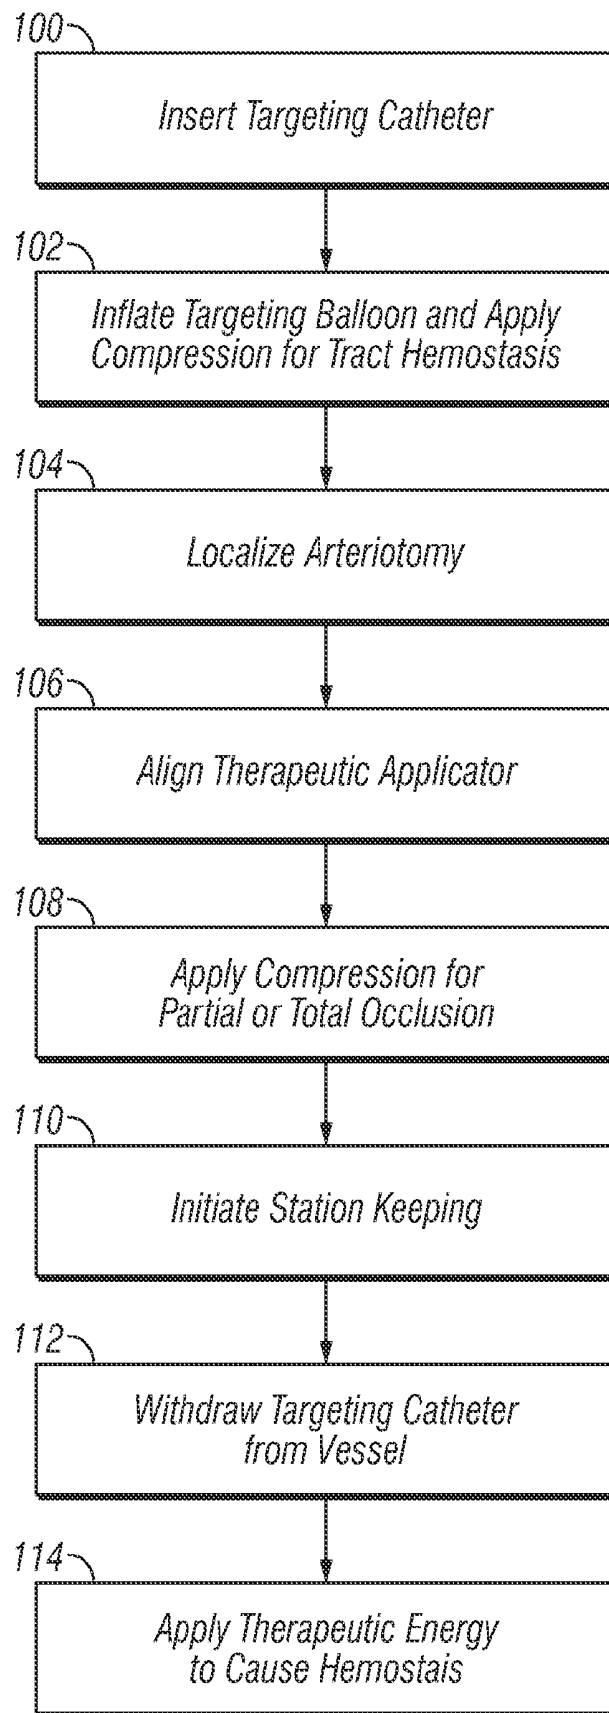 100
Insert Targeting Catheter
102
Inflate Targeting Balloon and Apply
Compression for Tract Hemostasis
104
Localize Arteriotomy
106
Align Therapeutic Applicator
108
Apply Compression for
Partial or Total Occlusion
110
Initiate Station Keeping
112
Withdraw Targeting Catheter
from Vessel
114
Apply Therapeutic Energy
to Cause Hemostais